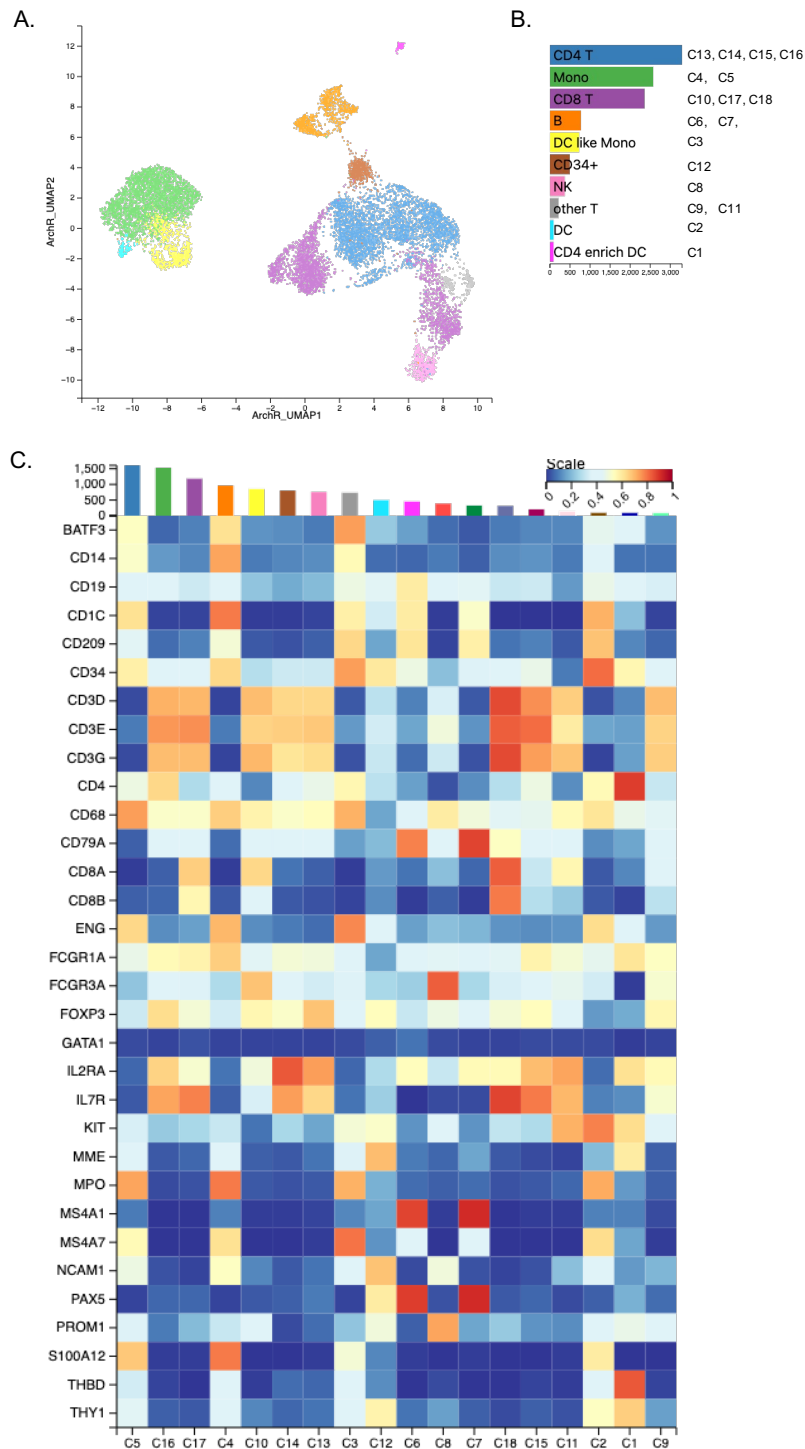 A.
B.
12
10
8
6
4
2
0
−2
−4
−6
−8
−10
−12 −10 −8 −6 −4 −2 0 2 4 6 8 10
ArchR_UMAP1
ArchR_UMAP2
CD4 T C13, C14, C15, C16
Mono C4, C5
CD8 T C10, C17, C18
B C6, C7,
DC like Mono C3
CD34+ C12
NK C8
other T C9, C11
DC C2
CD4 enrich DC C1
0 500 1,000 1,500 2,000 2,500 3,000
C.
1,500
1,000
500
0
Scale
0 0.2 0.4 0.6 0.8 1
BATF3
CD14
CD19
CD1C
CD209
CD34
CD3D
CD3E
CD3G
CD4
CD68
CD79A
CD8A
CD8B
ENG
FCGR1A
FCGR3A
FOXP3
GATA1
IL2RA
IL7R
KIT
MME
MPO
MS4A1
MS4A7
NCAM1
PAX5
PROM1
S100A12
THBD
THY1
C5 C16 C17 C4 C10 C14 C13 C3 C12 C6 C8 C7 C18 C15 C11 C2 C1 C9